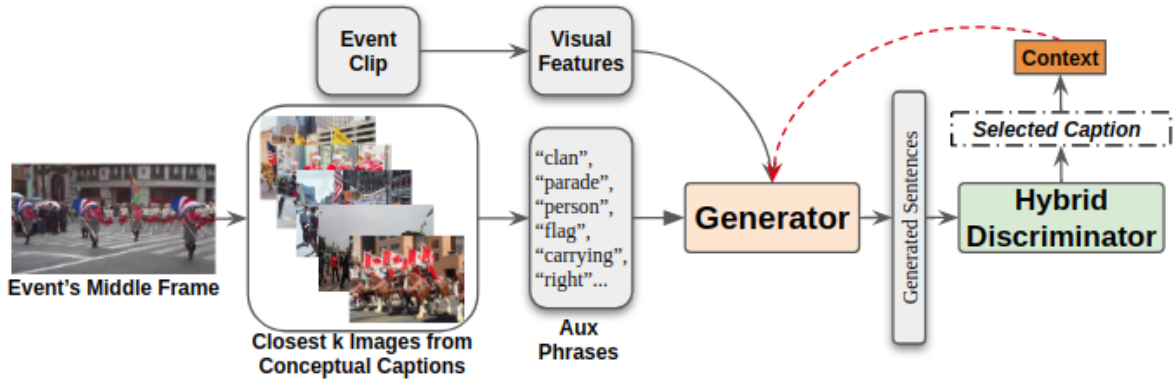 Event
Clip
Visual
Features
Context
Selected Caption
“clan”,
“parade”,
“person”,
“flag”,
“carrying”,
“right”...
Generator
Generated Sentences
Hybrid
Discriminator
Event's Middle Frame
Closest k Images from
Conceptual Captions
Aux
Phrases